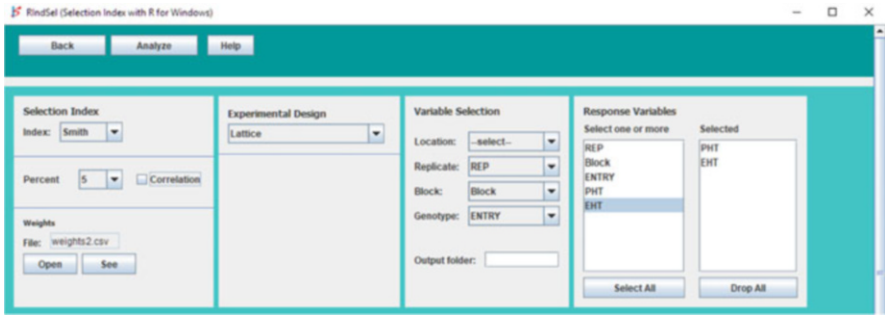 RIndSel (Selection Index with R for Windows)
Back Analyze Help
Selection Index
Index: Smith
Percent 5 Correlation
Weights
File: weights2.csv
Open See
Experimental Design
Lattice
Variable Selection
Location: --select--
Replicate: REP
Block: Block
Genotype: ENTRY
Output folder:
Response Variables
Select one or more Selected
REP
Block
ENTRY
PHT
EHT
PHT
EHT
Select All Drop All